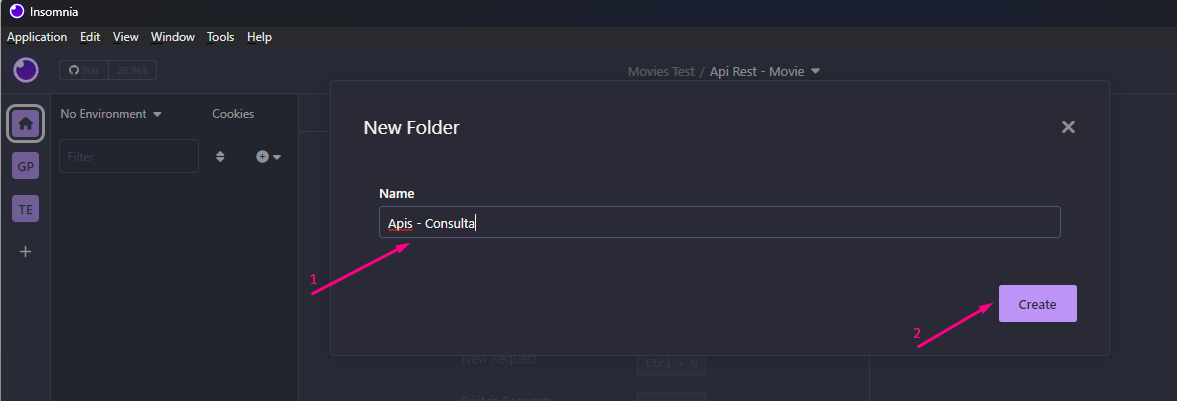 Insomnia
Application Edit View Window Tools Help
Star 26.965
Movies Test / Api Rest - Movie
No Environment Cookies
New Folder
Filter
GP
Name
TE
Apis - Consulta
1
Create
2
New Request Ctrl + N
Switch Requests